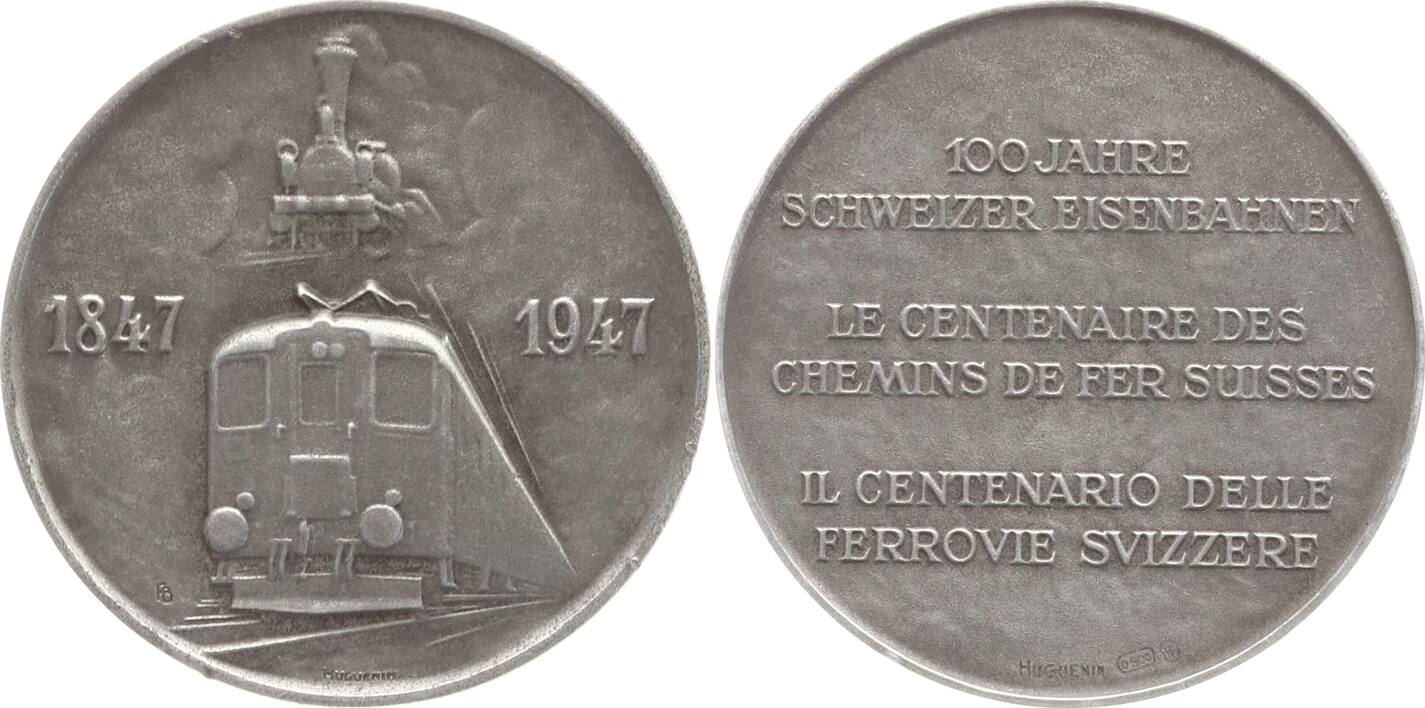 1847
1947
HUGUENIN
100 JAHRE
SCHWEIZER EISENBAHNEN
LE CENTENAIRE DES
CHEMINS DE FER SUISSES
IL CENTENARIO DELLE
FERROVIE SVIZZERE
HUGUENIN